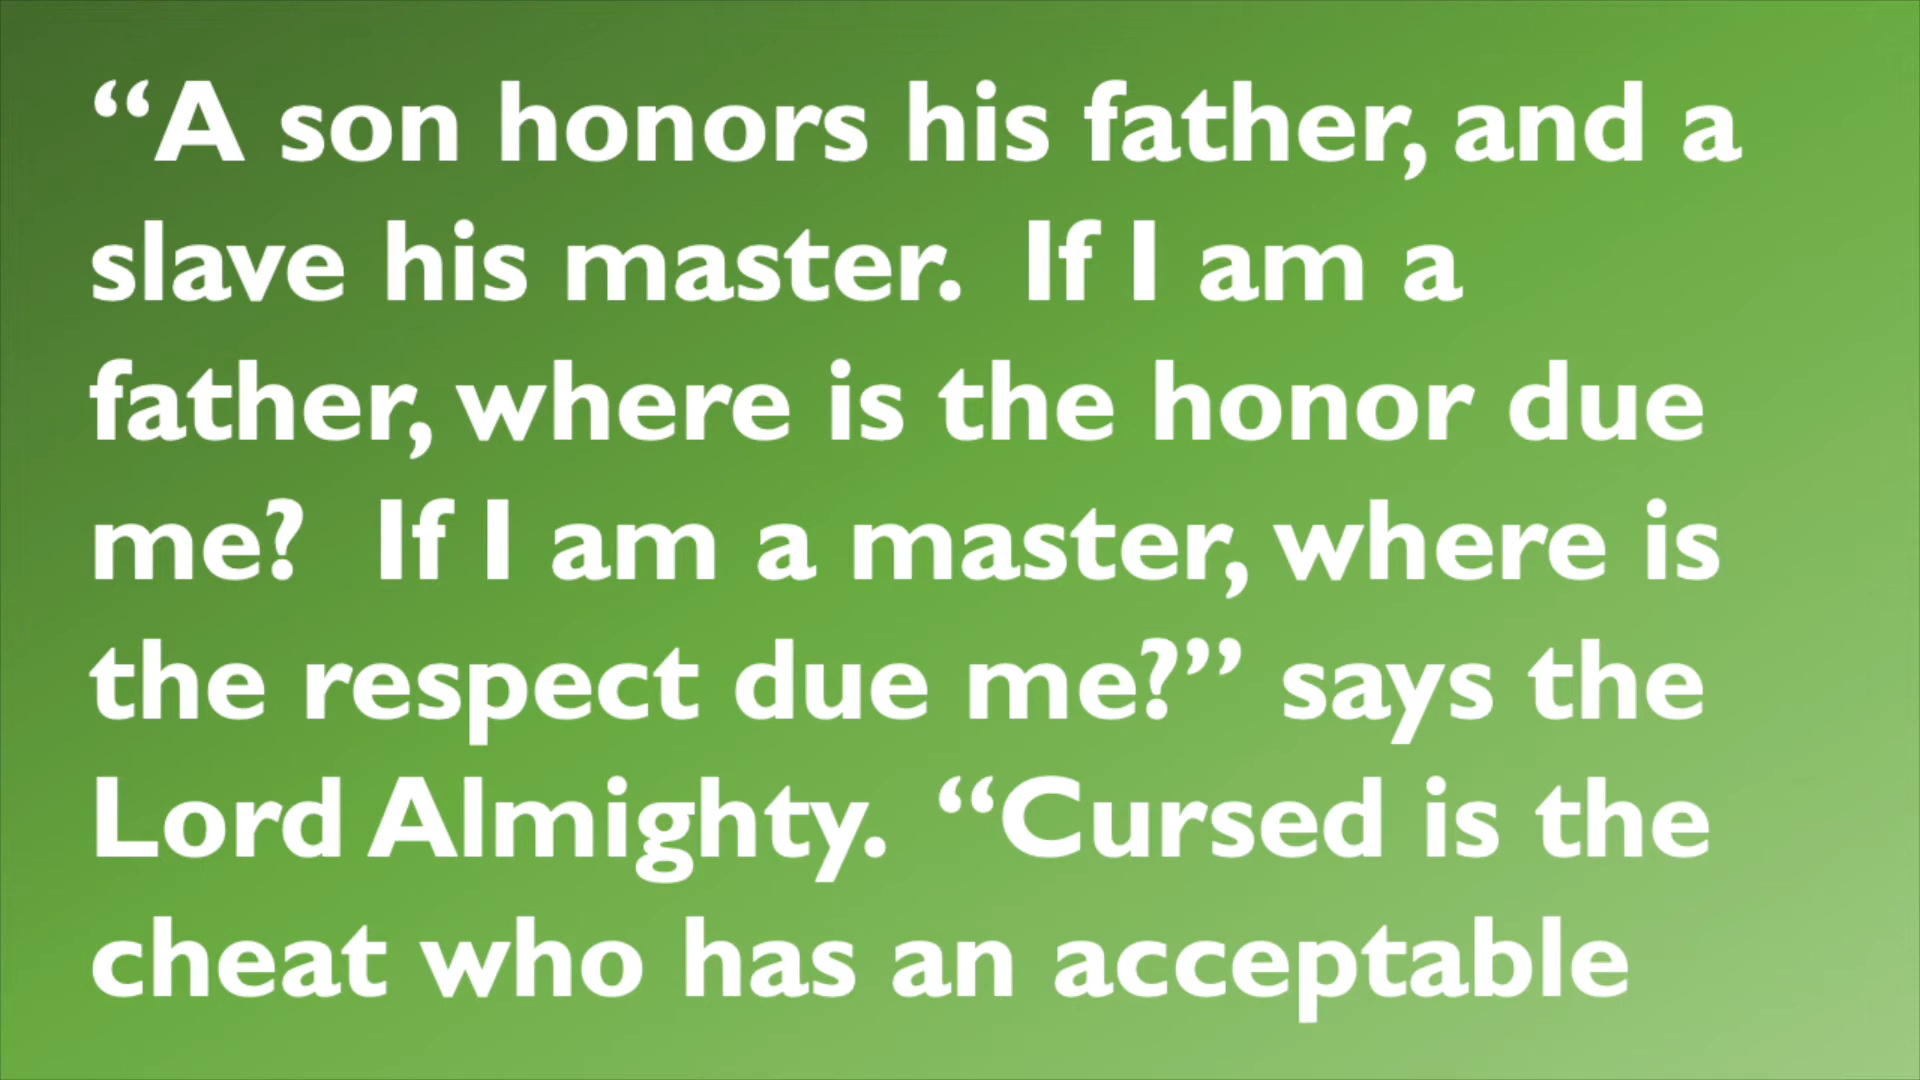 “A son honors his father, and a
slave his master.  If I am a
father, where is the honor due
me?  If I am a master, where is
the respect due me?” says the
Lord Almighty.  “Cursed is the
cheat who has an acceptable